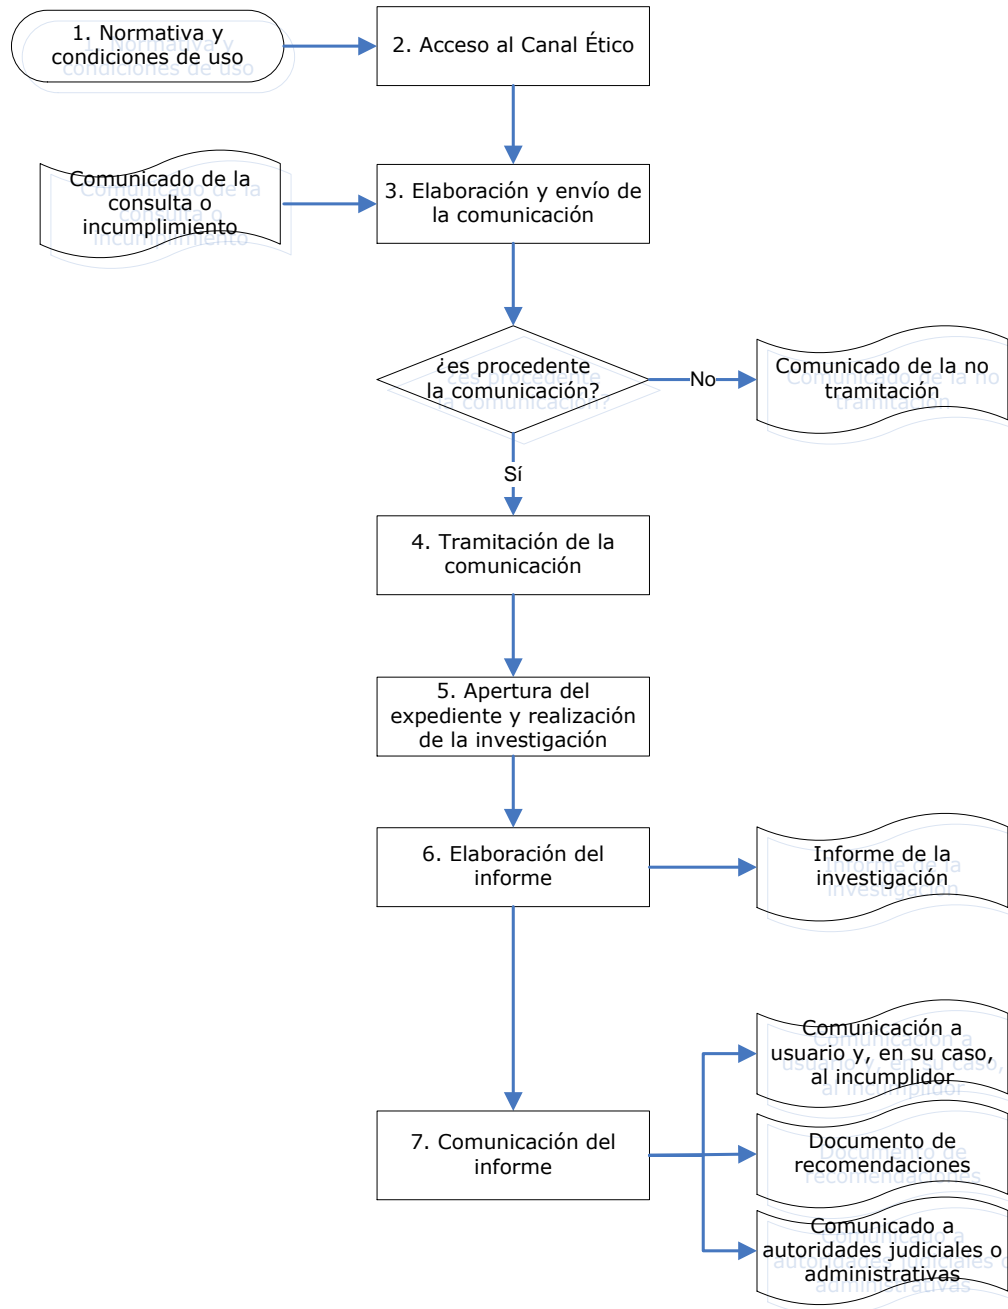 1. Normativa y
condiciones de uso
2. Acceso al Canal Ético
Comunicado de la
consulta o
incumplimiento
3. Elaboración y envío de
la comunicación
¿es procedente
la comunicación?
No
Comunicado de la no
tramitación
Sí
4. Tramitación de la
comunicación
5. Apertura del
expediente y realización
de la investigación
6. Elaboración del
informe
Informe de la
investigación
7. Comunicación del
informe
Comunicación a
usuario y, en su caso,
al incumplidor
Documento de
recomendaciones
Comunicado a
autoridades judiciales o
administrativas